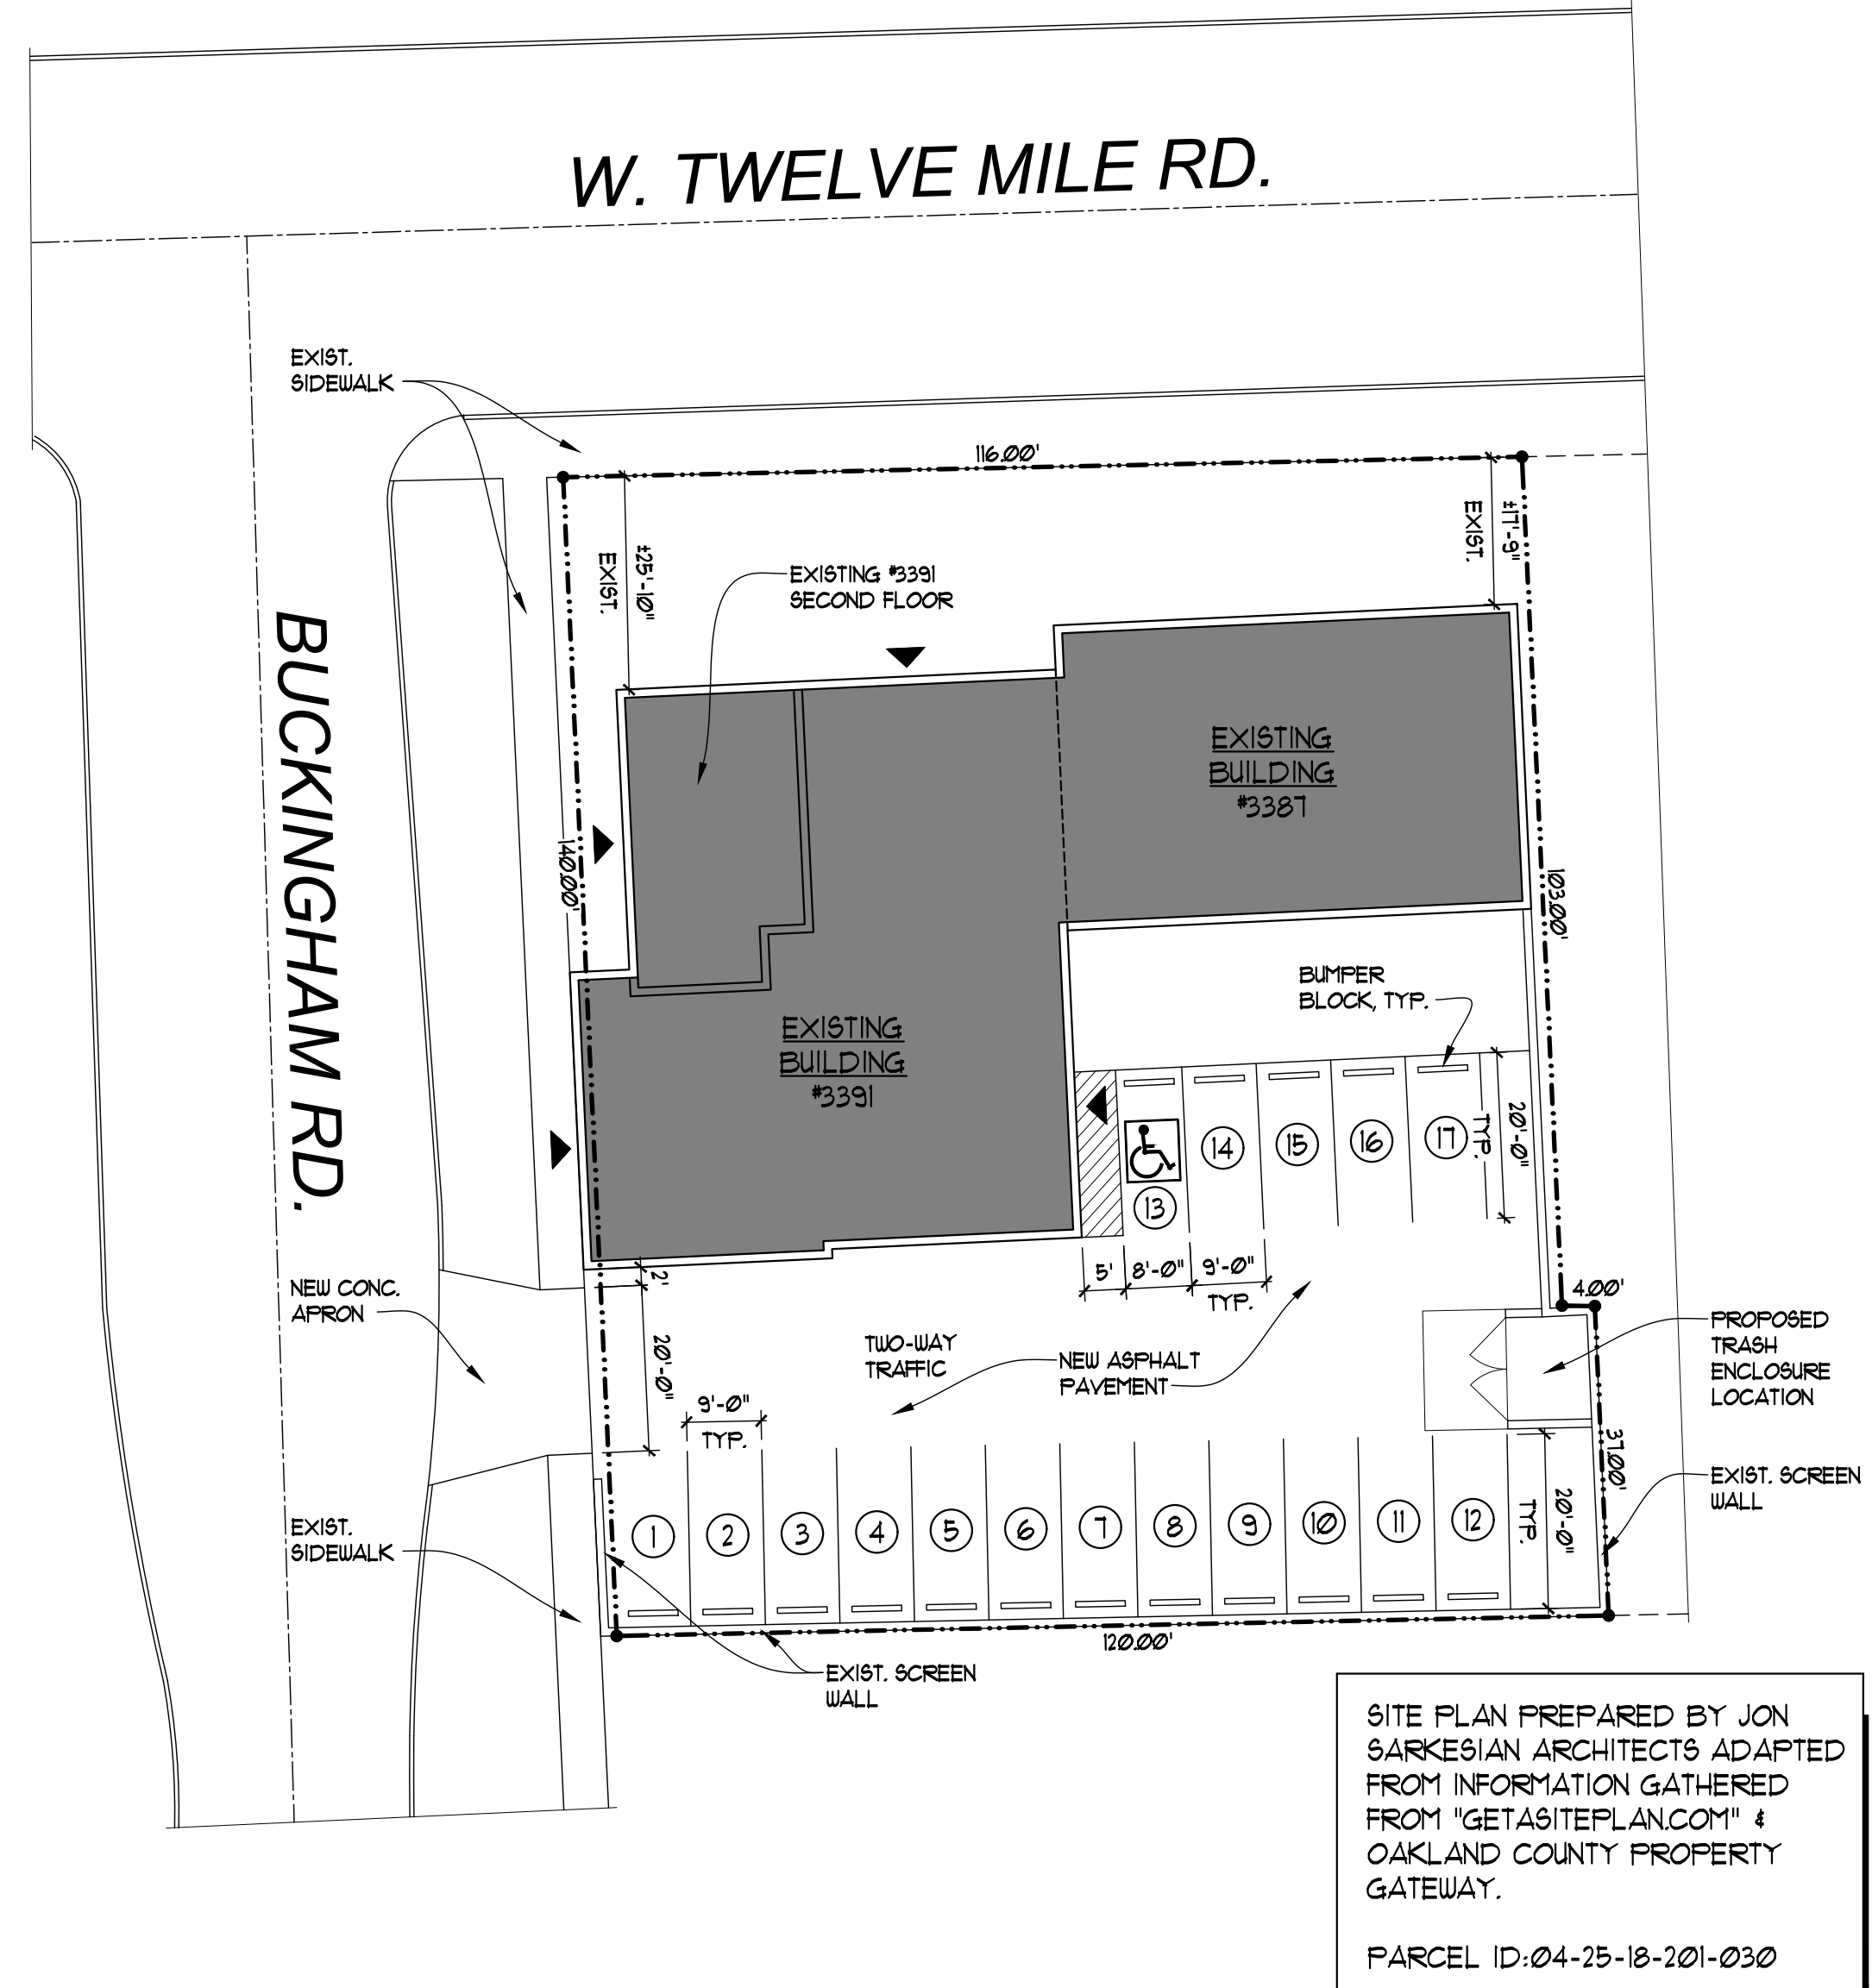 W. TWELVE MILE RD.
EXIST.
SIDEWALK
116.00'
±25'-10"
EXIST.
±17'-9"
EXIST.
EXISTING #3391
SECOND FLOOR
BUCKINGHAM RD.
EXISTING
BUILDING
#3387
140.00'
103.00'
BUMPER
BLOCK, TYP.
EXISTING
BUILDING
#3391
13
14
15
16
17
20'-0"
TYP.
5'
8'-0"
9'-0"
TYP.
2'
20'-0"
NEW CONC.
APRON
4.00'
PROPOSED
TRASH
ENCLOSURE
LOCATION
TWO-WAY
TRAFFIC
NEW ASPHALT
PAVEMENT
9'-0"
TYP.
37.00'
EXIST. SCREEN
WALL
EXIST.
SIDEWALK
1
2
3
4
5
6
7
8
9
10
11
12
20'-0"
TYP.
120.00'
EXIST. SCREEN
WALL
SITE PLAN PREPARED BY JON
SARKESIAN ARCHITECTS ADAPTED
FROM INFORMATION GATHERED
FROM "GETASITEPLAN.COM" &
OAKLAND COUNTY PROPERTY
GATEWAY.
PARCEL ID:04-25-18-201-030